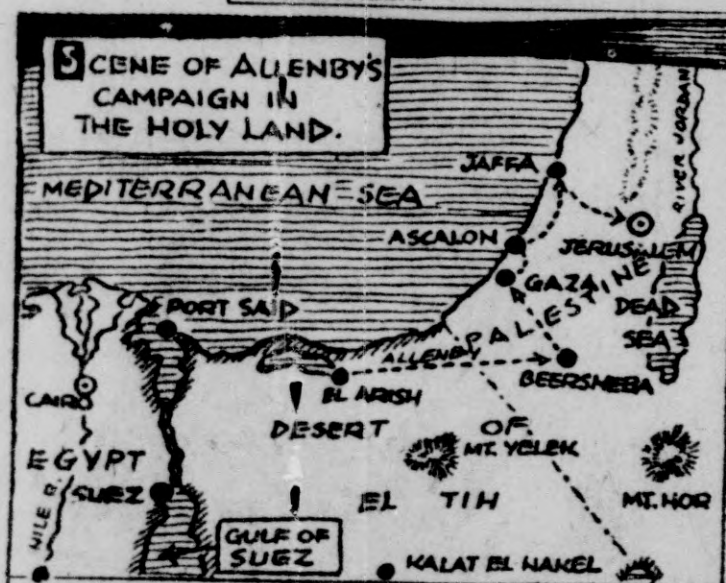 SCENE OF ALLENBY'S
CAMPAIGN IN
THE HOLY LAND.
MEDITERRANEAN SEA
JAFFA
RIVER JORDAN
ASCALON
JERUSALEM
GAZA
PALESTINE
DEAD
SEA
PORT SAID
ALLENBY
BEERSHEBA
EL ARISH
CAIRO
DESERT
OF
MT. YELEK
EGYPT
SUEZ
EL TIH
MT. HOR
NILE R.
GULF OF
SUEZ
KALAT EL NAKEL